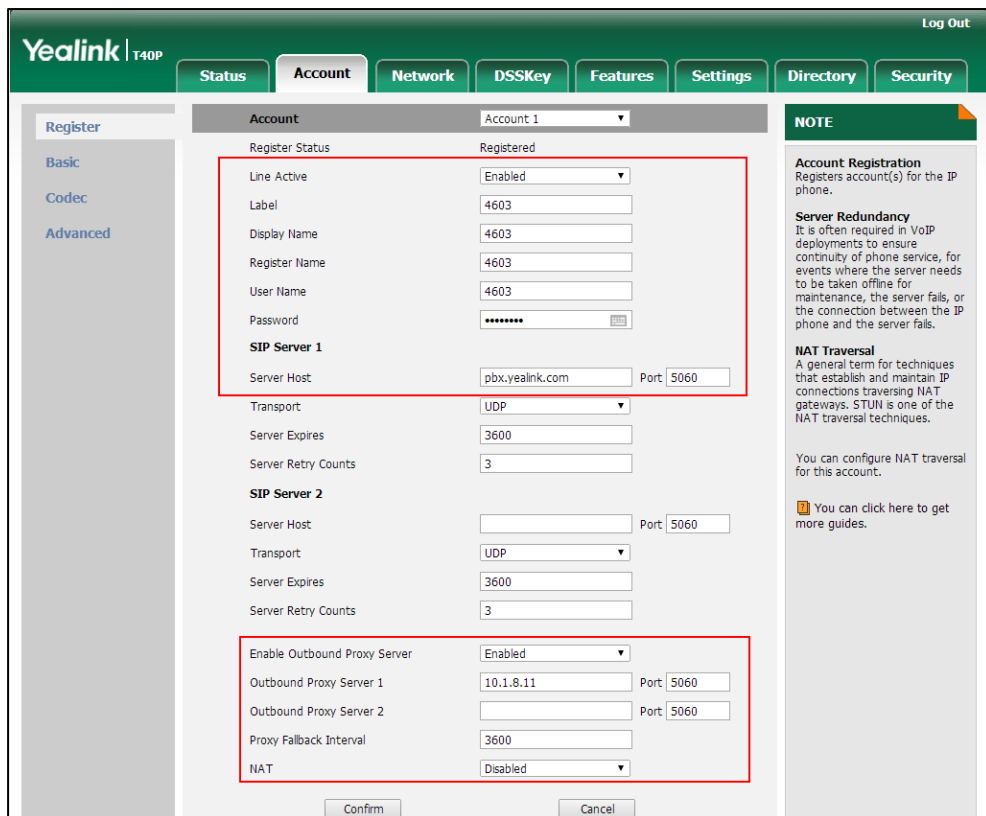 Log Out
Yealink T40P
Status Account Network DSSKey Features Settings Directory Security
Register
Basic
Codec
Advanced
Account Account 1
Register Status Registered
Line Active Enabled
Label 4603
Display Name 4603
Register Name 4603
User Name 4603
Password ••••••••
SIP Server 1
Server Host pbx.yealink.com Port 5060
Transport UDP
Server Expires 3600
Server Retry Counts 3
SIP Server 2
Server Host Port 5060
Transport UDP
Server Expires 3600
Server Retry Counts 3
Enable Outbound Proxy Server Enabled
Outbound Proxy Server 1 10.1.8.11 Port 5060
Outbound Proxy Server 2 Port 5060
Proxy Fallback Interval 3600
NAT Disabled
Confirm Cancel
NOTE
Account Registration
Registers account(s) for the IP
phone.
Server Redundancy
It is often required in VoIP
deployments to ensure
continuity of phone service, for
events where the server needs
to be taken offline for
maintenance, the server fails, or
the connection between the IP
phone and the server fails.
NAT Traversal
A general term for techniques
that establish and maintain IP
connections traversing NAT
gateways. STUN is one of the
NAT traversal techniques.
You can configure NAT traversal
for this account.
? You can click here to get
more guides.